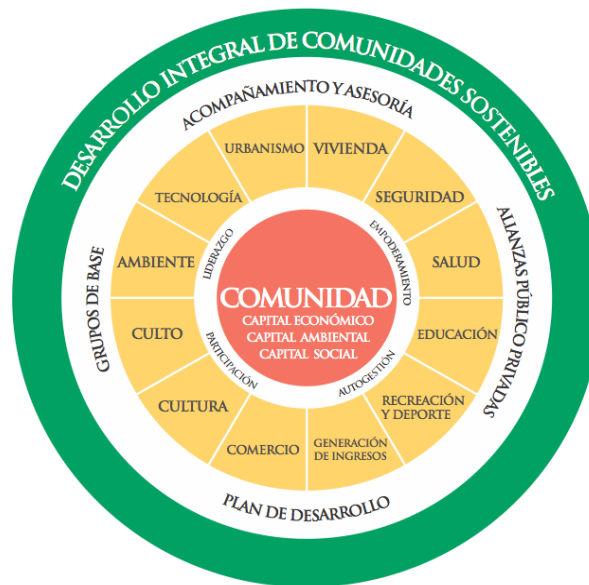 DESARROLLO INTEGRAL DE COMUNIDADES SOSTENIBLES
ACOMPAÑAMIENTO Y ASESORÍA
ALIANZAS PÚBLICO PRIVADAS
PLAN DE DESARROLLO
GRUPOS DE BASE
URBANISMO
VIVIENDA
SEGURIDAD
SALUD
EDUCACIÓN
RECREACIÓN
Y DEPORTE
GENERACIÓN
DE INGRESOS
COMERCIO
CULTURA
CULTO
AMBIENTE
TECNOLOGÍA
LIDERAZGO
EMPODERAMIENTO
AUTOGESTIÓN
PARTICIPACIÓN
COMUNIDAD
CAPITAL ECONÓMICO
CAPITAL AMBIENTAL
CAPITAL SOCIAL